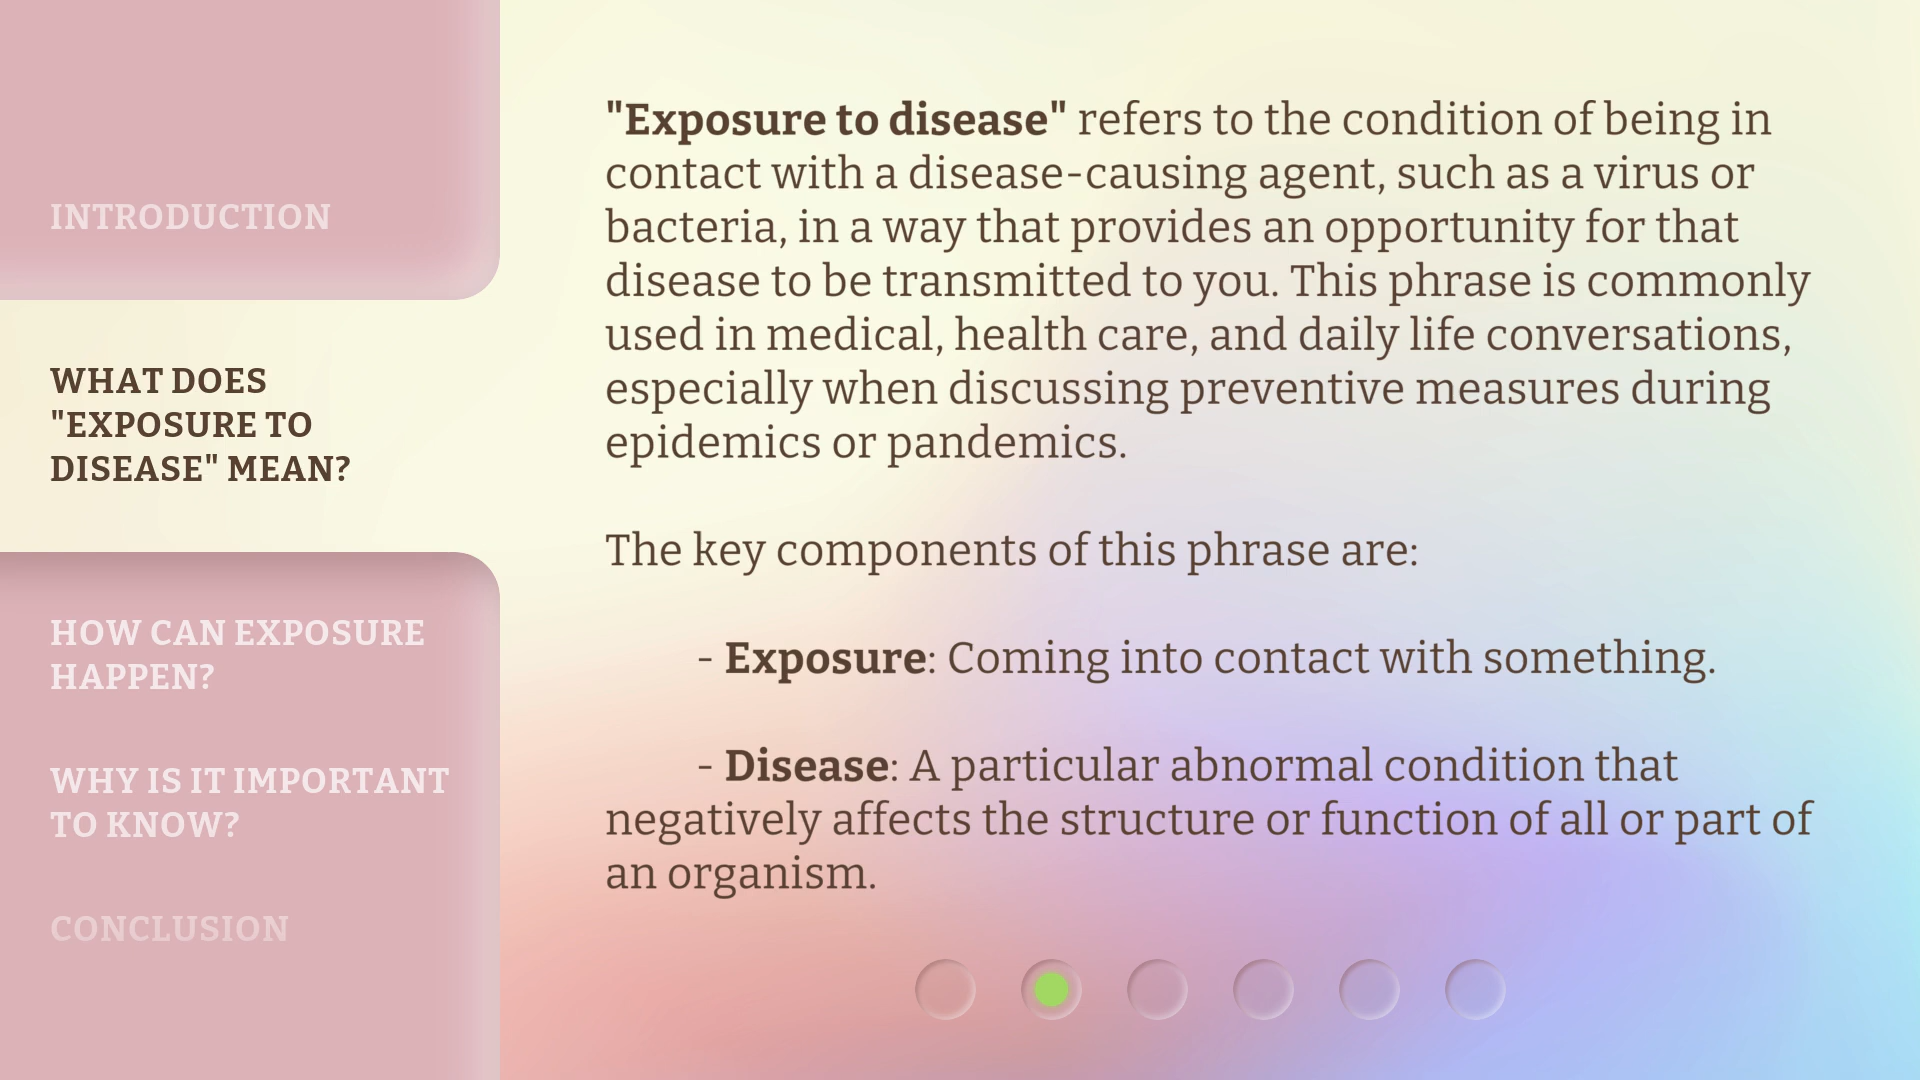 INTRODUCTION
WHAT DOES
"EXPOSURE TO
DISEASE" MEAN?
HOW CAN EXPOSURE
HAPPEN?
WHY IS IT IMPORTANT
TO KNOW?
CONCLUSION
"Exposure to disease" refers to the condition of being in
contact with a disease-causing agent, such as a virus or
bacteria, in a way that provides an opportunity for that
disease to be transmitted to you. This phrase is commonly
used in medical, health care, and daily life conversations,
especially when discussing preventive measures during
epidemics or pandemics.
The key components of this phrase are:
- Exposure: Coming into contact with something.
- Disease: A particular abnormal condition that
negatively affects the structure or function of all or part of
an organism.